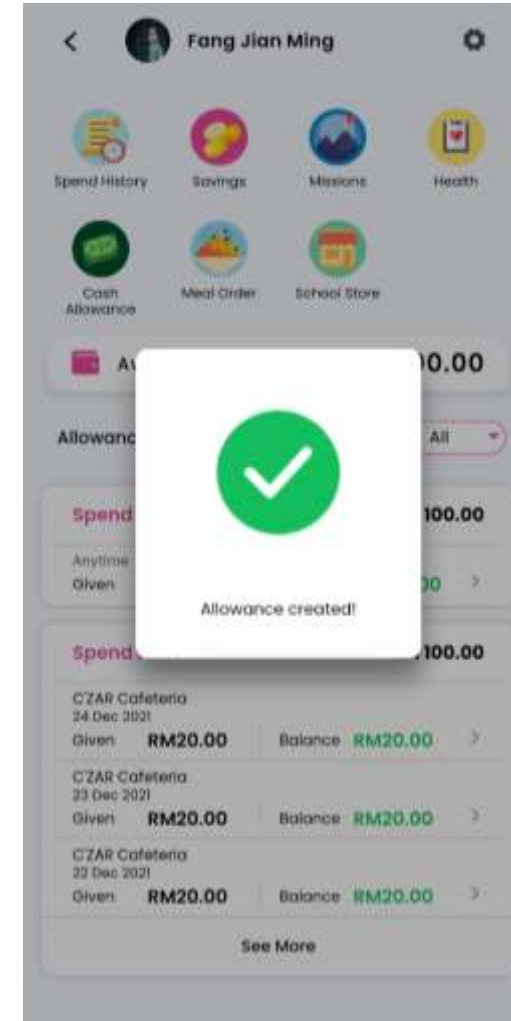 Fang Jian Ming
Spend History
Savings
Missions
Health
Cash
Allowance
Meal Order
School Store
00.00
Allowanc
All
Spend
100.00
Anytime
Given
Allowance created!
Spend
100.00
C'ZAR Cafeteria
24 Dec 2021
Given RM20.00 Balance RM20.00
C'ZAR Cafeteria
23 Dec 2021
Given RM20.00 Balance RM20.00
C'ZAR Cafeteria
22 Dec 2021
Given RM20.00 Balance RM20.00
See More